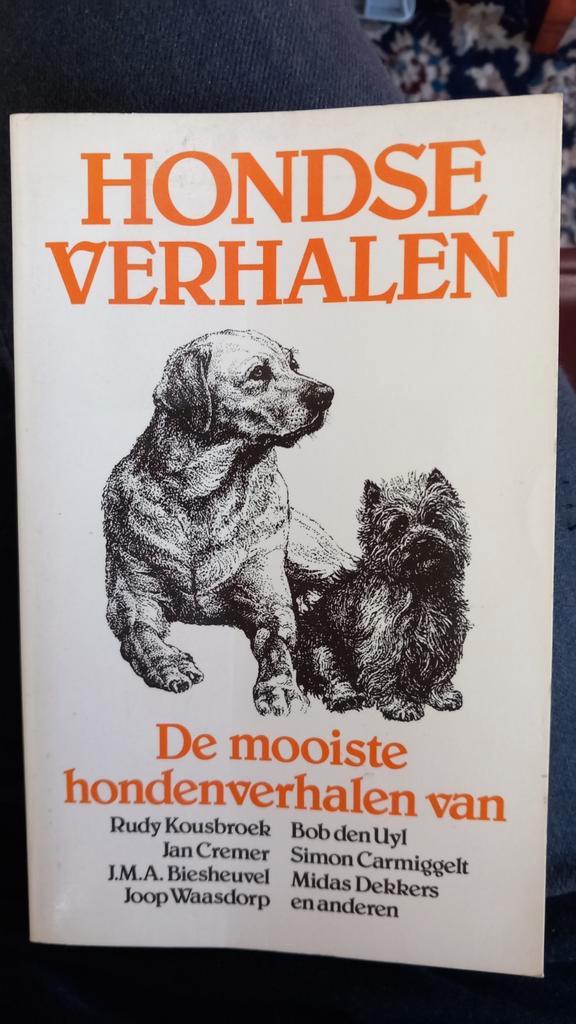 HONDSE
VERHALEN
De mooiste
hondenverhalen van
Rudy Kousbroek
Jan Cremer
J.M.A. Biesheuvel
Joop Waasdorp
Bob den Uyl
Simon Carmiggelt
Midas Dekkers
en anderen